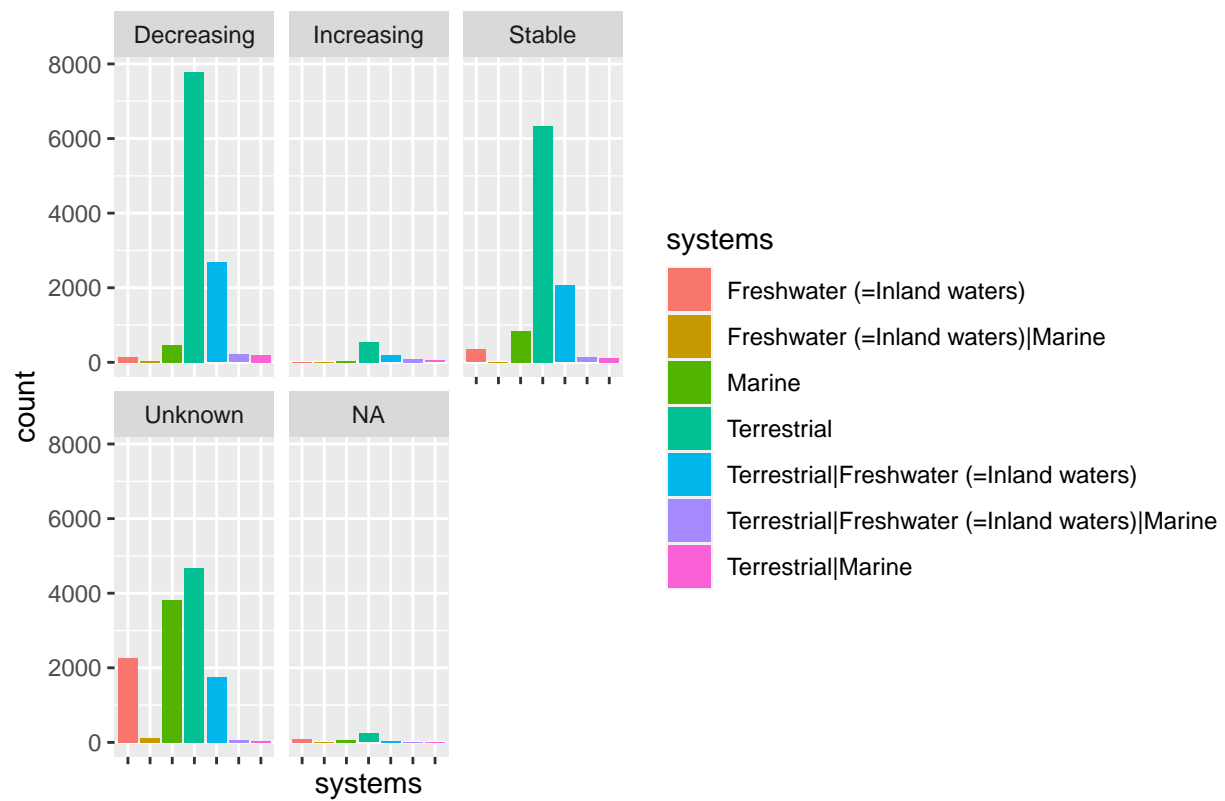 Decreasing Increasing Stable
8000
6000
4000
2000
0
Unknown NA
8000
6000
4000
2000
0
count
systems
systems
Freshwater (=Inland waters)
Freshwater (=Inland waters)|Marine
Marine
Terrestrial
Terrestrial|Freshwater (=Inland waters)
Terrestrial|Freshwater (=Inland waters)|Marine
Terrestrial|Marine